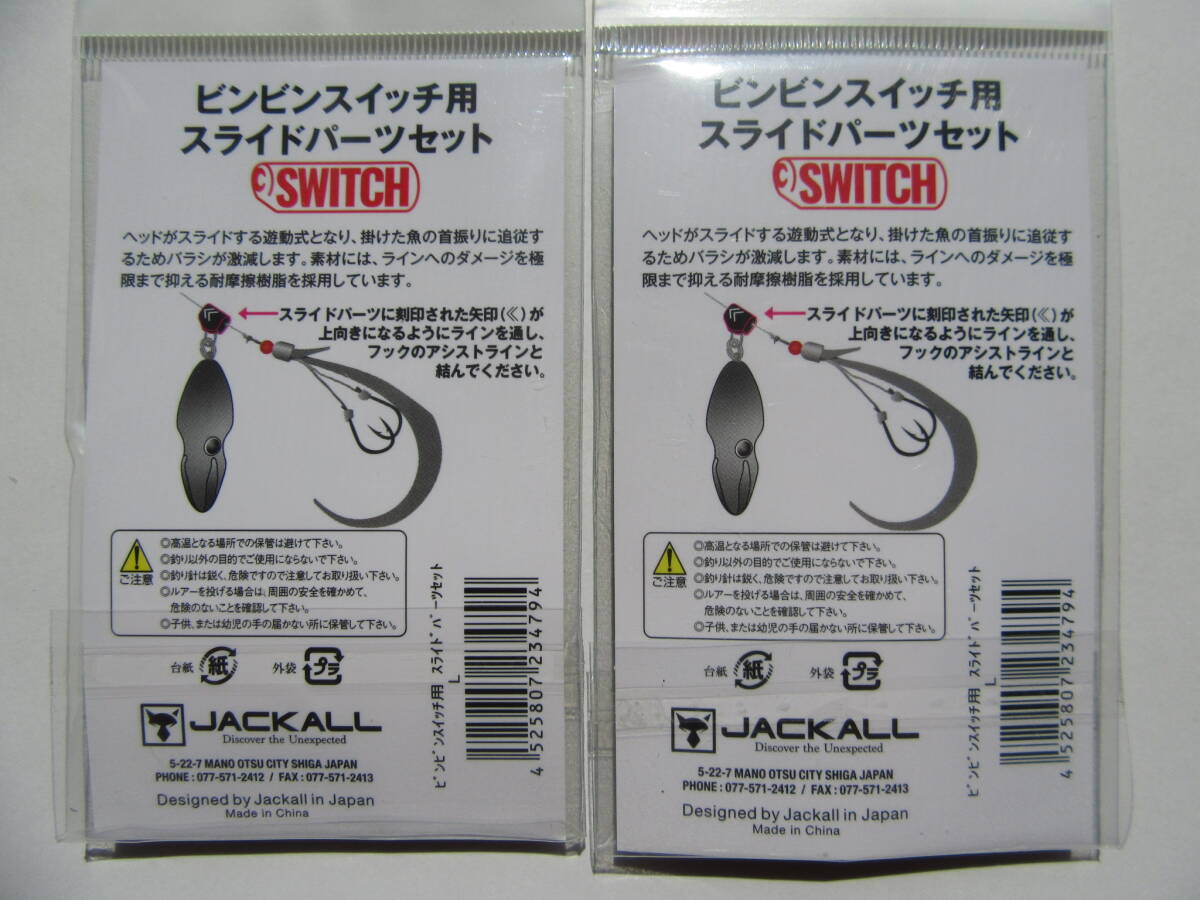 ビンビンスイッチ用
スライドパーツセット
SWITCH
ヘッドがスライドする遊動式となり、掛けた魚の首振りに追従す
るためバラシが激減します。素材には、ラインへのダメージを極
限まで抑える耐摩擦樹脂を採用しています。
スライドパーツに刻印された矢印(≪)が
上向きになるようにラインを通し、
フックのアシストラインと
結んでください。
ご注意
◎高温となる場所での保管は避けて下さい。
◎釣り以外の目的でご使用にならないで下さい。
◎釣り針は鋭く、危険ですので注意してお取り扱い下さい。
◎ルアーを投げる場合は、周囲の安全を確かめて、
危険のないことを確認して下さい。
◎子供、または幼児の手の届かない所に保管して下さい。
台紙 紙 外袋 プラ
JACKALL
Discover the Unexpected
5-22-7 MANO OTSU CITY SHIGA JAPAN
PHONE : 077-571-2412 / FAX : 077-571-2413
Designed by Jackall in Japan
Made in China
ビンビンスイッチ用 スライドパーツセット
L
4525807234794
ビンビンスイッチ用
スライドパーツセット
SWITCH
ヘッドがスライドする遊動式となり、掛けた魚の首振りに追従す
るためバラシが激減します。素材には、ラインへのダメージを極
限まで抑える耐摩擦樹脂を採用しています。
スライドパーツに刻印された矢印(≪)が
上向きになるようにラインを通し、
フックのアシストラインと
結んでください。
ご注意
◎高温となる場所での保管は避けて下さい。
◎釣り以外の目的でご使用にならないで下さい。
◎釣り針は鋭く、危険ですので注意してお取り扱い下さい。
◎ルアーを投げる場合は、周囲の安全を確かめて、
危険のないことを確認して下さい。
◎子供、または幼児の手の届かない所に保管して下さい。
台紙 紙 外袋 プラ
JACKALL
Discover the Unexpected
5-22-7 MANO OTSU CITY SHIGA JAPAN
PHONE : 077-571-2412 / FAX : 077-571-2413
Designed by Jackall in Japan
Made in China
ビンビンスイッチ用 スライドパーツセット
L
4525807234794